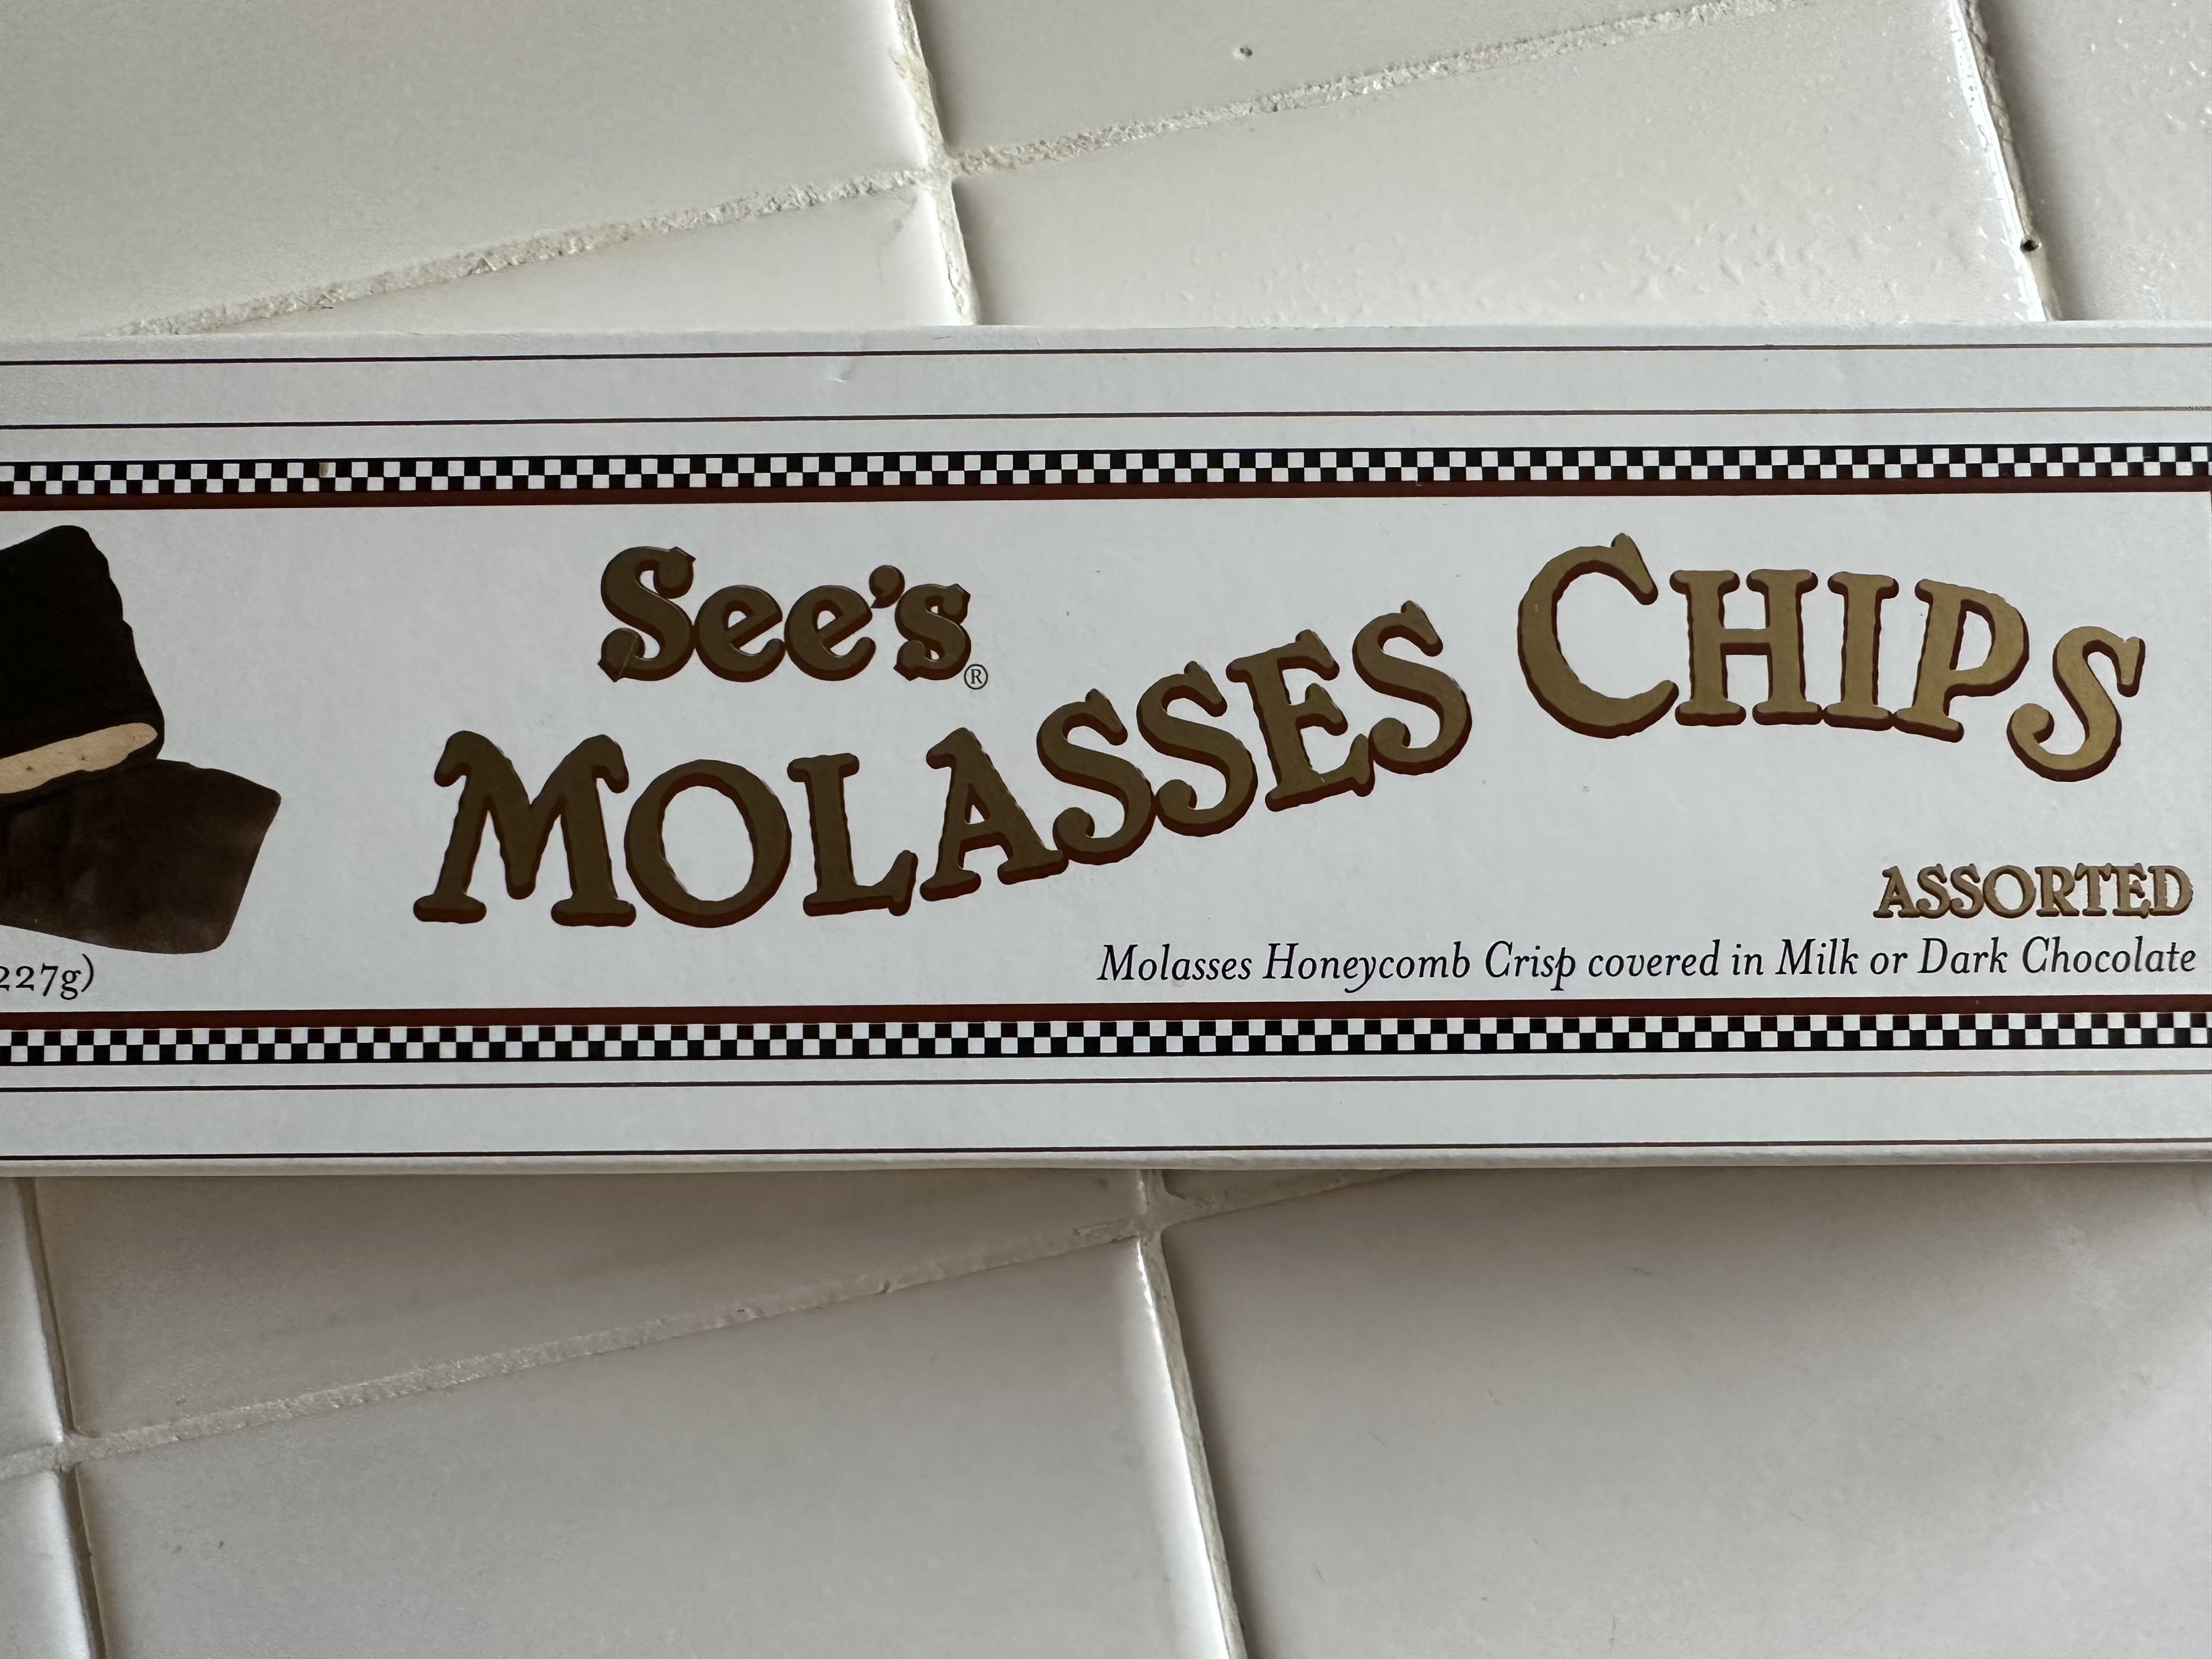 See's®
MOLASSES CHIPS
ASSORTED
Molasses Honeycomb Crisp covered in Milk or Dark Chocolate
227g)